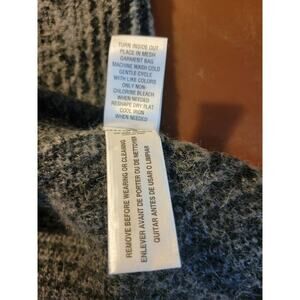 TURN INSIDE OUT
PLACE IN MESH
GARMENT BAG
MACHINE WASH COLD
GENTLE CYCLE
WITH LIKE COLORS
ONLY NON-
CHLORINE BLEACH
WHEN NEEDED
RESHAPE DRY FLAT
COOL IRON
WHEN NEEDED
REMOVE BEFORE WEARING OR CLEANING
ENLEVER AVANT DE PORTER OU DE NETTOYER
QUITAR ANTES DE USAR O LIMPIAR